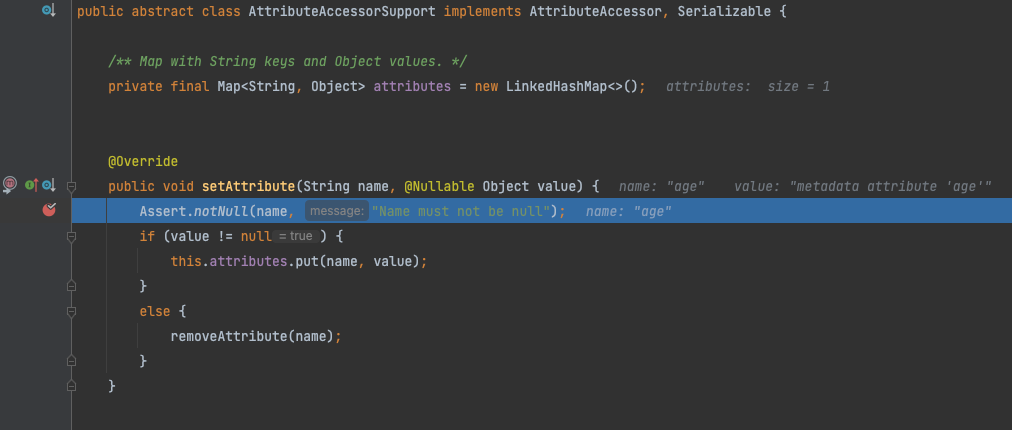 public abstract class AttributeAccessorSupport implements AttributeAccessor, Serializable {
/** Map with String keys and Object values. */
private final Map<String, Object> attributes = new LinkedHashMap<>(); attributes: size = 1
@Override
public void setAttribute(String name, @Nullable Object value) { name: "age" value: "metadata attribute 'age'"
Assert.notNull(name, message: "Name must not be null"); name: "age"
if (value != null = true ) {
this.attributes.put(name, value);
}
else {
removeAttribute(name);
}
}